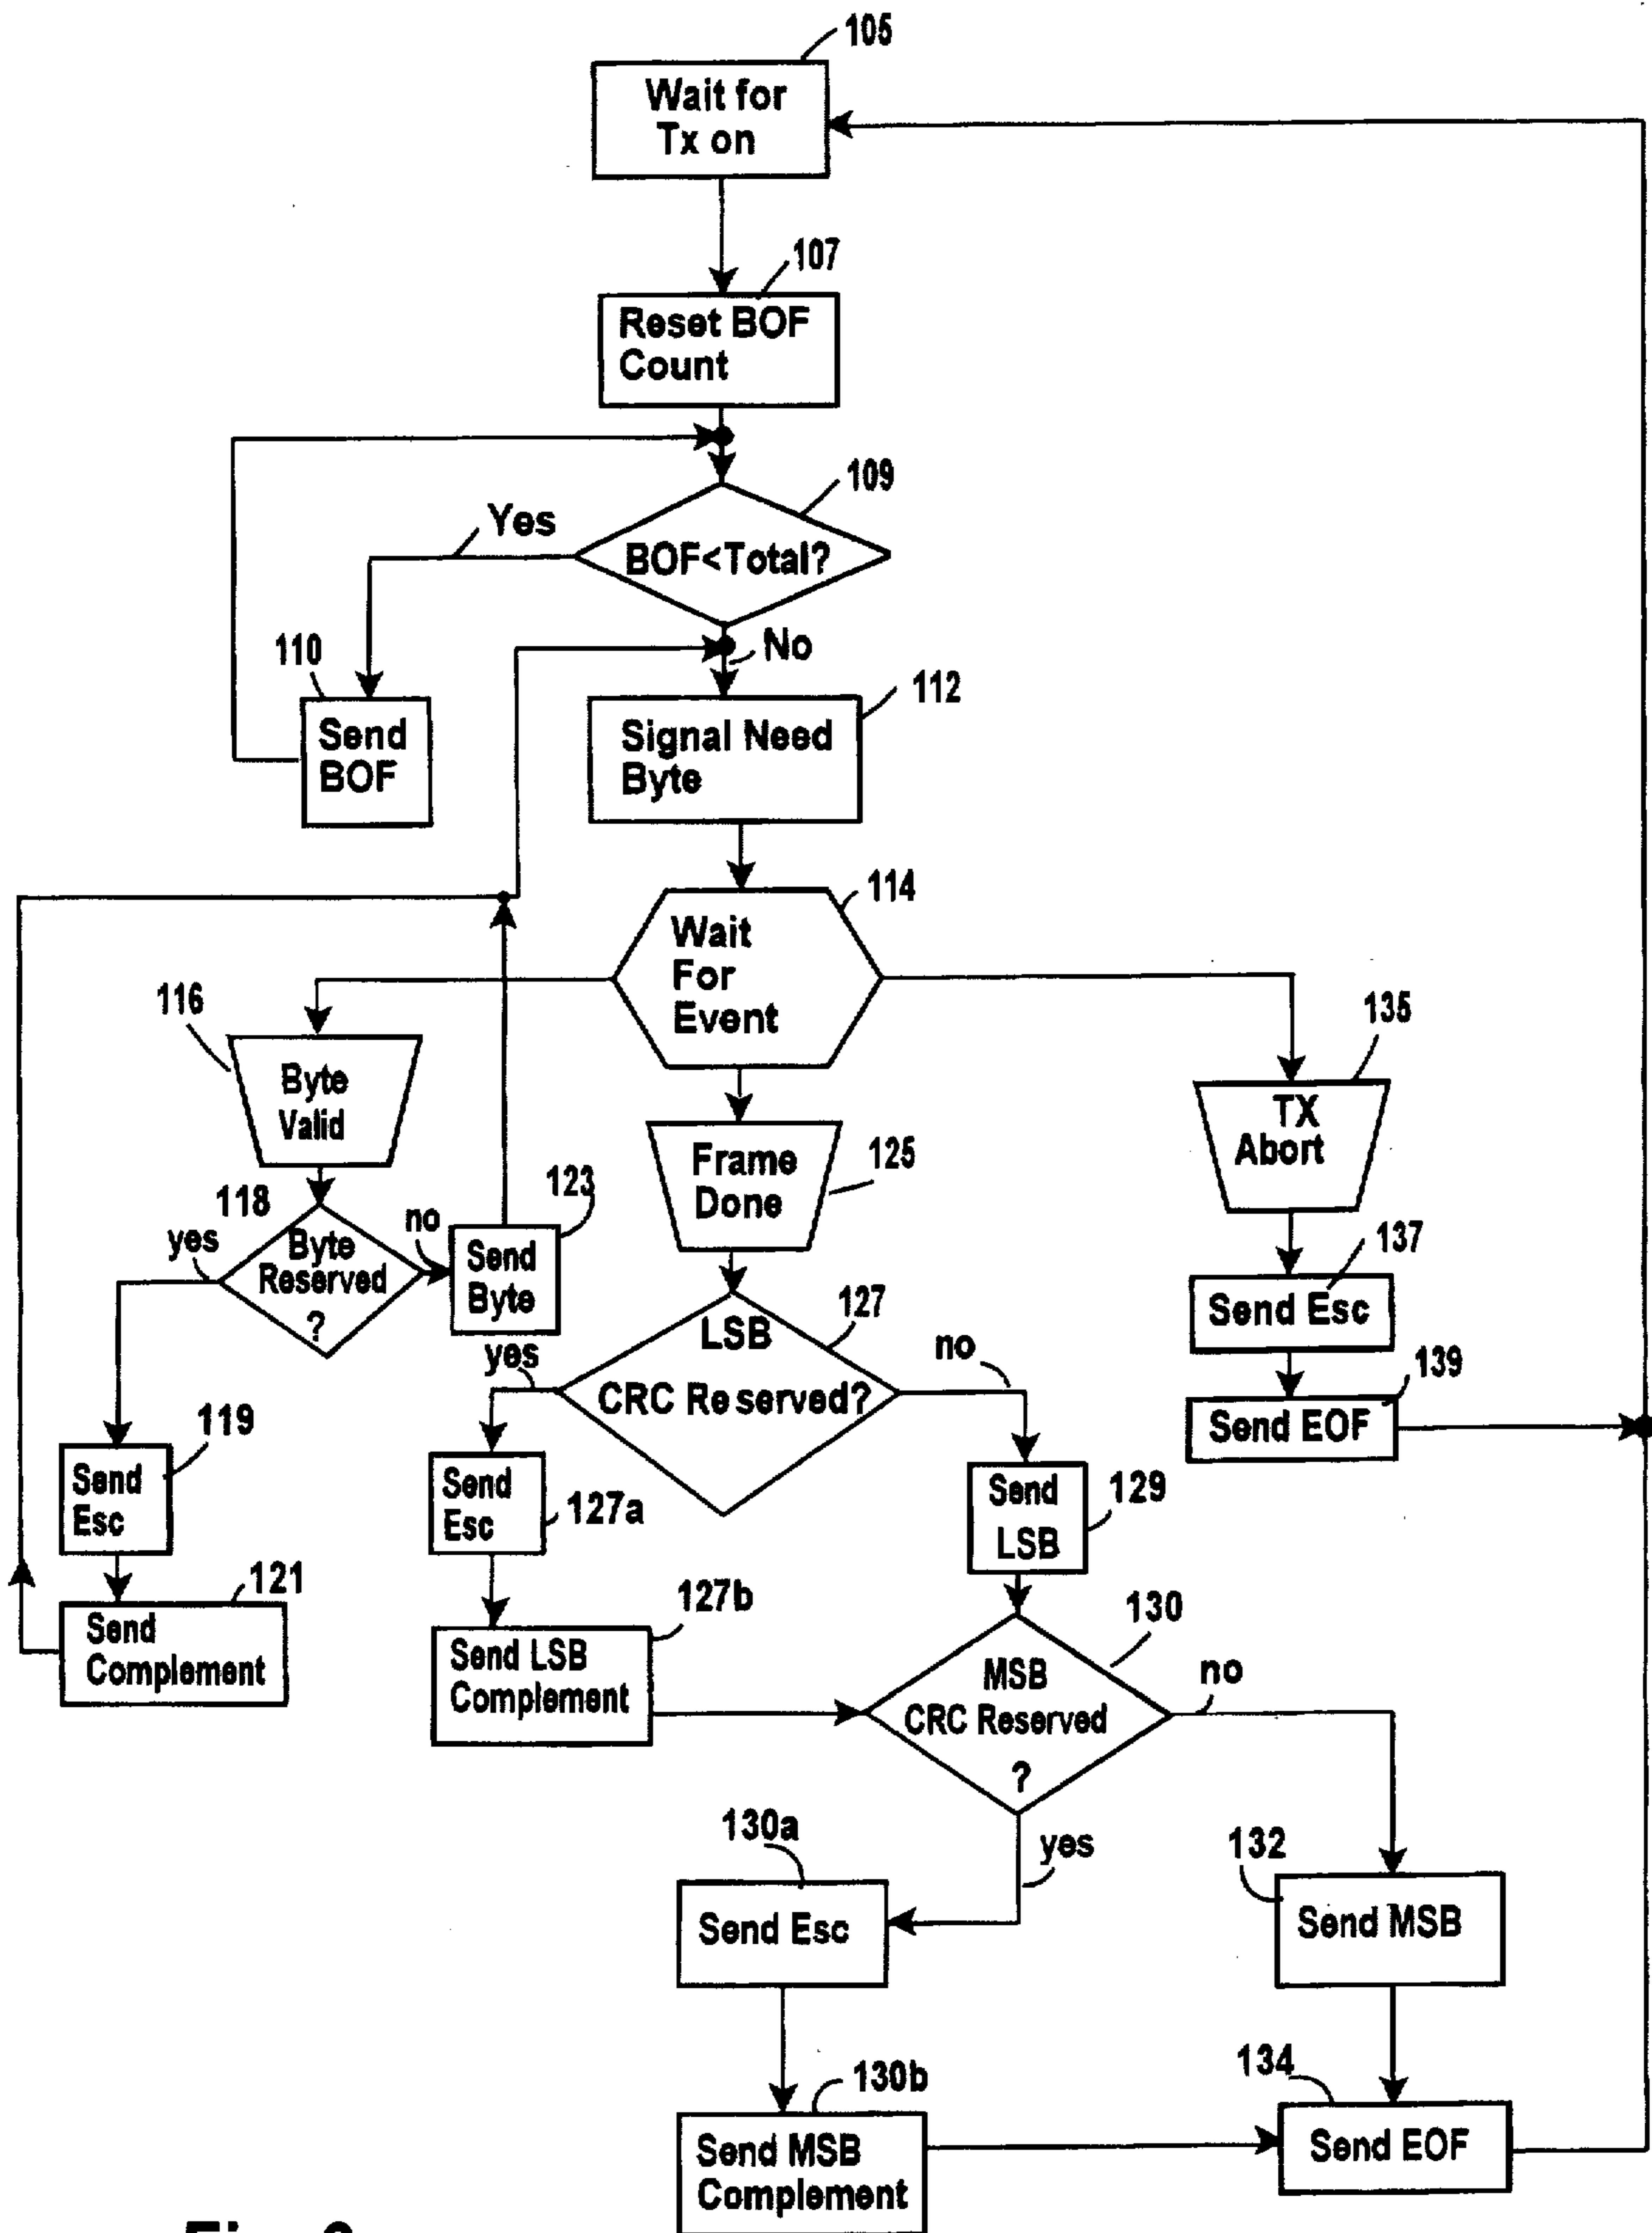 105
Wait for
Tx on
107
Reset BOF
Count
109
Yes
BOF<Total?
No
110
Send
BOF
112
Signal Need
Byte
114
Wait
For
Event
116
Byte
Valid
135
TX
Abort
125
Frame
Done
118
yes
Byte
Reserved
?
no
123
Send
Byte
137
Send Esc
127
LSB
CRC Reserved?
yes
no
139
Send EOF
119
Send
Esc
127a
Send
Esc
129
Send
LSB
121
Send
Complement
127b
Send LSB
Complement
130
MSB
CRC Reserved
?
no
yes
130a
Send Esc
132
Send MSB
130b
Send MSB
Complement
134
Send EOF